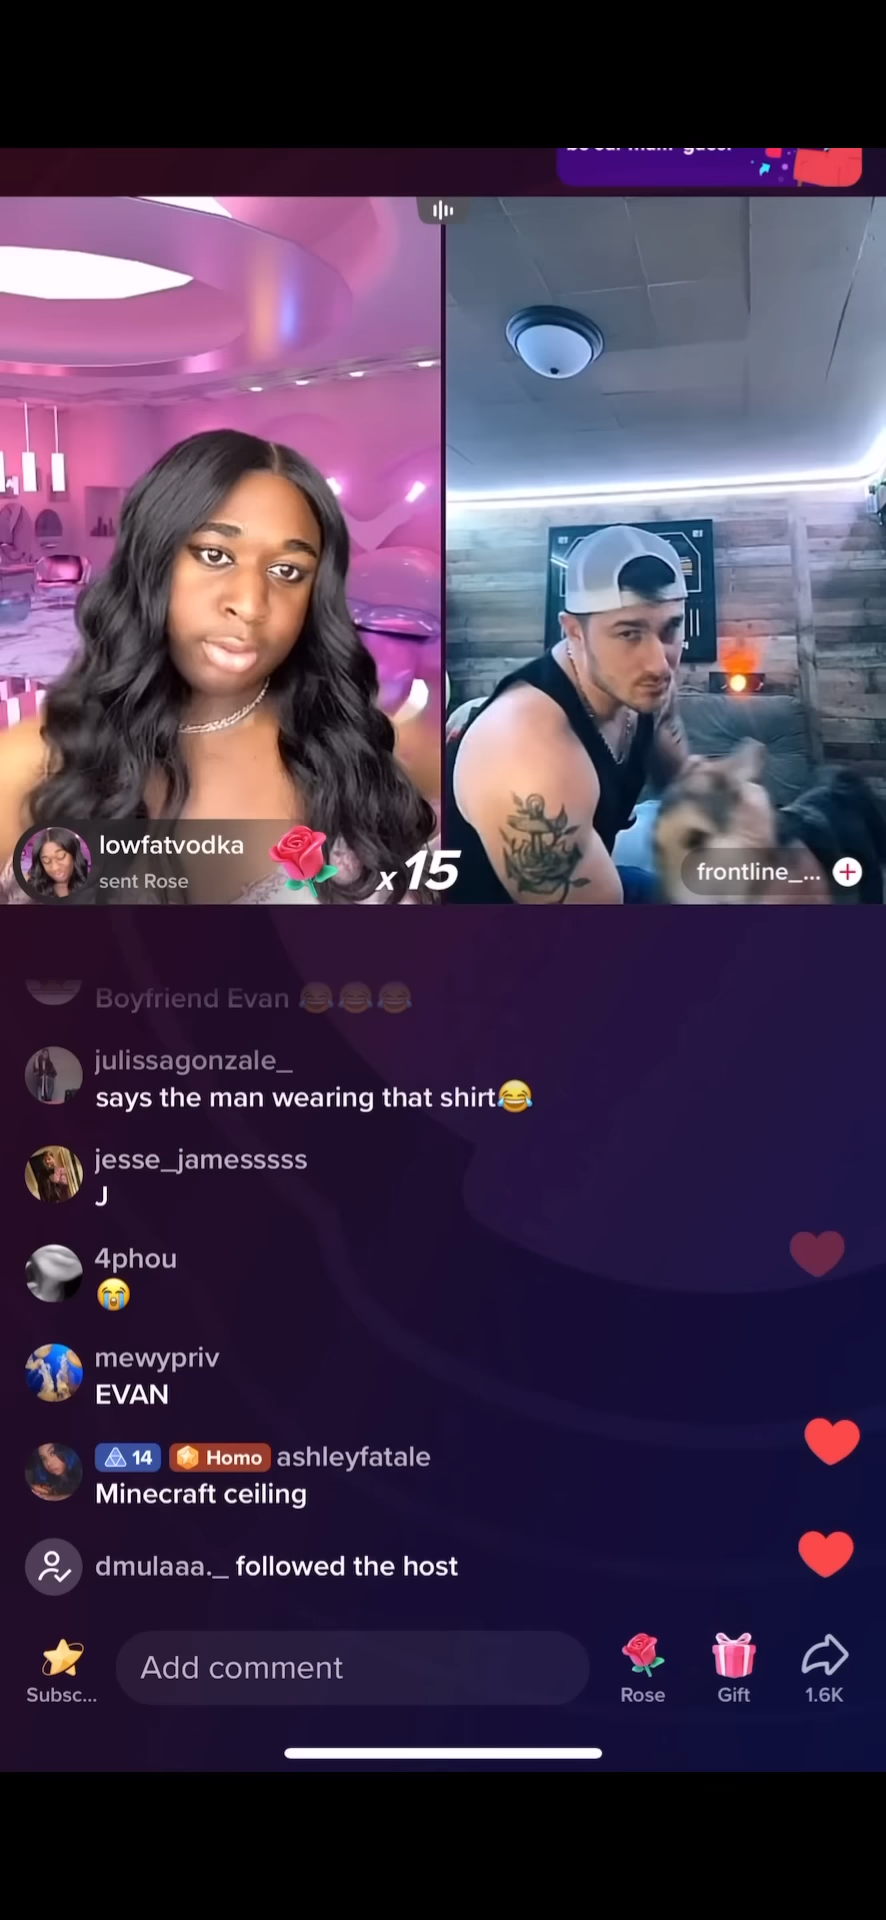 lowfatvodka
sent Rose
x 15
frontline_...
Boyfriend Evan 😂😂😂
julissagonzale_
says the man wearing that shirt😂
jesse_jamesssss
J
4phou
😭
mewypriv
EVAN
14 Homo ashleyfatale
Minecraft ceiling
dmulaaa._ followed the host
Subsc...
Add comment
Rose
Gift
1.6K